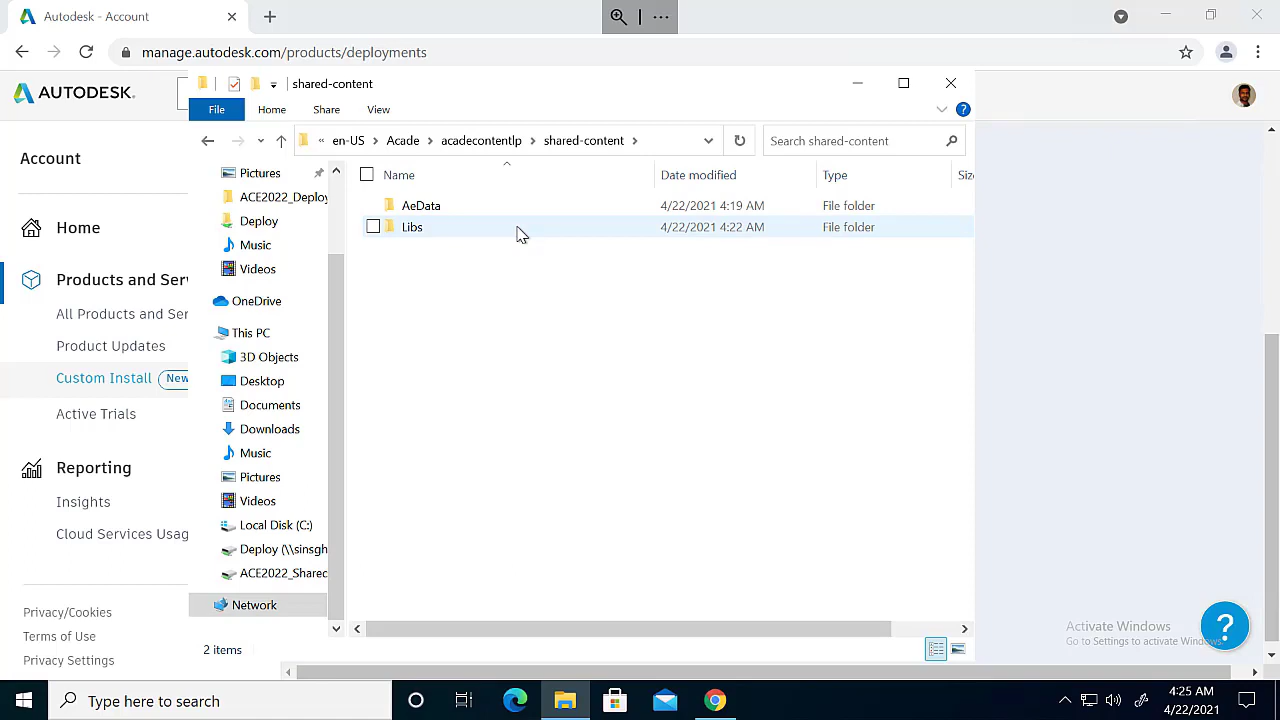 Autodesk - Account
manage.autodesk.com/products/deployments
AUTODESK.
shared-content
File Home Share View
« en-US Acade acadecontentlp shared-content
Search shared-content
Account
Home
Products and Ser
All Products and Ser
Product Updates
Custom Install New
Active Trials
Reporting
Insights
Cloud Services Usag
Privacy/Cookies
Terms of Use
Privacy Settings
Pictures
ACE2022_Deploy
Deploy
Music
Videos
OneDrive
This PC
3D Objects
Desktop
Documents
Downloads
Music
Pictures
Videos
Local Disk (C:)
Deploy (\\sinsgh
ACE2022_Shared
Network
Name Date modified Type Siz
AeData 4/22/2021 4:19 AM File folder
Libs 4/22/2021 4:22 AM File folder
2 items
Activate Windows
Go to Settings to activate Windows.
?
Type here to search
4:25 AM
4/22/2021